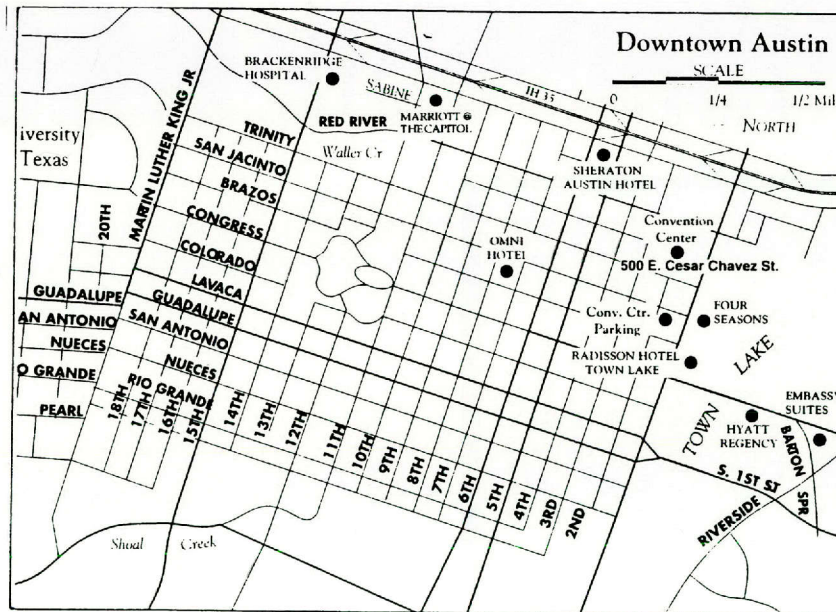 Downtown Austin
SCALE
0 1/4 1/2 Mil
NORTH
BRACKENRIDGE
HOSPITAL
SABINE
IH 35
RED RIVER
MARRIOTT @
THE CAPITOL
Waller Cr
SHERATON
AUSTIN HOTEL
iversity
Texas
MARTIN LUTHER KING JR
20TH
TRINITY
SAN JACINTO
BRAZOS
CONGRESS
COLORADO
LAVACA
GUADALUPE
SAN ANTONIO
NUECES
RIO GRANDE
GUADALUPE
AN ANTONIO
NUECES
O GRANDE
PEARL
OMNI
HOTEL
Convention
Center
500 E. Cesar Chavez St.
Conv. Ctr.
Parking
FOUR
SEASONS
RADISSON HOTEL
TOWN LAKE
TOWN
LAKE
HYATT
REGENCY
EMBASSY
SUITES
BARTON
SPR
S. 1ST ST
RIVERSIDE
18TH
17TH
16TH
15TH
14TH
13TH
12TH
11TH
10TH
9TH
8TH
7TH
6TH
5TH
4TH
3RD
2ND
Shoal Creek